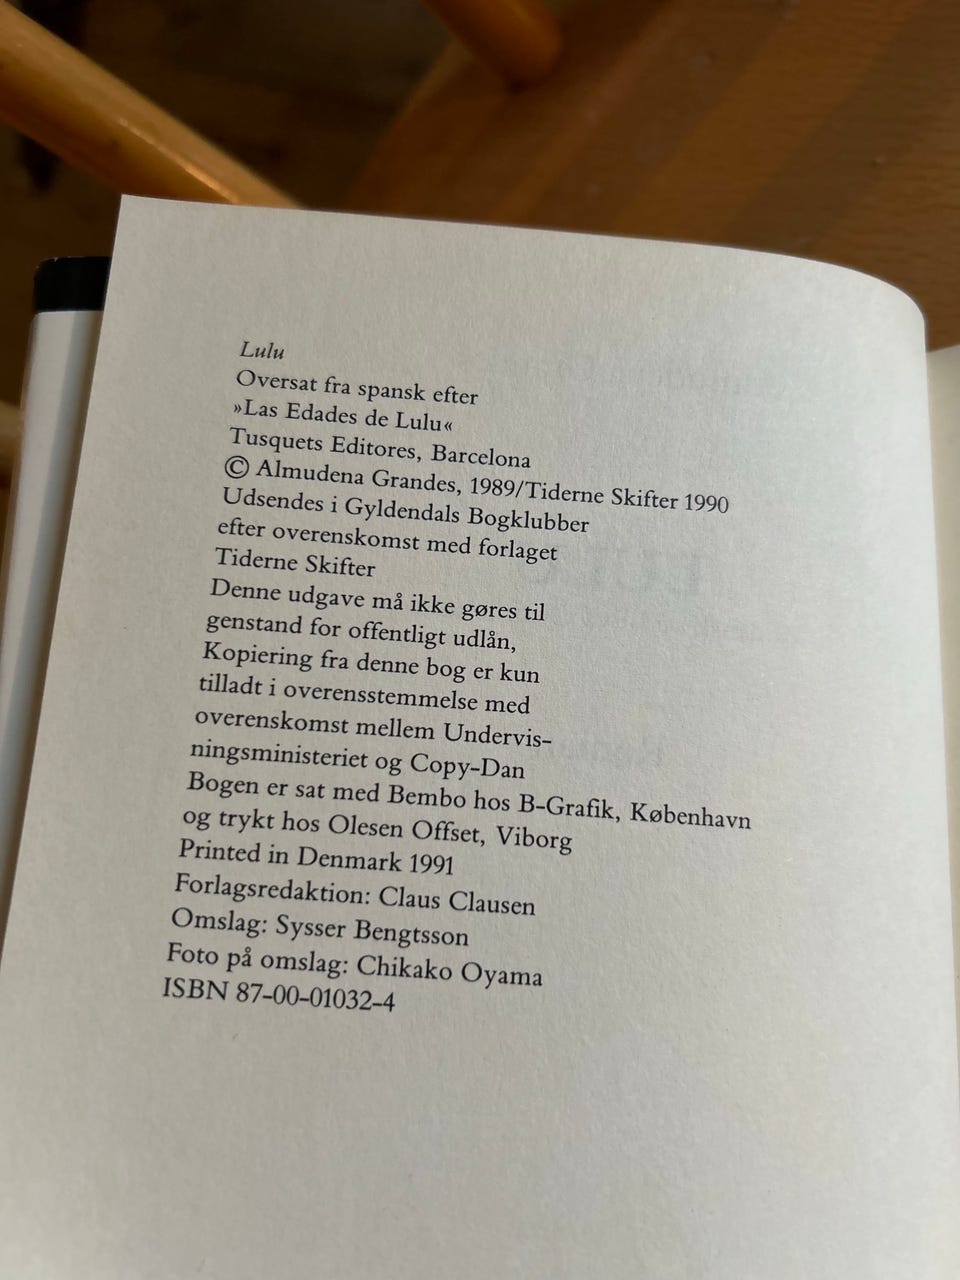 Lulu
Oversat fra spansk efter
»Las Edades de Lulu«
Tusquets Editores, Barcelona
© Almudena Grandes, 1989/Tiderne Skifter 1990
Udsendes i Gyldendals Bogklubber
efter overenskomst med forlaget
Tiderne Skifter
Denne udgave må ikke gøres til
genstand for offentligt udlån,
Kopiering fra denne bog er kun
tilladt i overensstemmelse med
overenskomst mellem Undervis-
ningsministeriet og Copy-Dan
Bogen er sat med Bembo hos B-Grafik, København
og trykt hos Olesen Offset, Viborg
Printed in Denmark 1991
Forlagsredaktion: Claus Clausen
Omslag: Sysser Bengtsson
Foto på omslag: Chikako Oyama
ISBN 87-00-01032-4